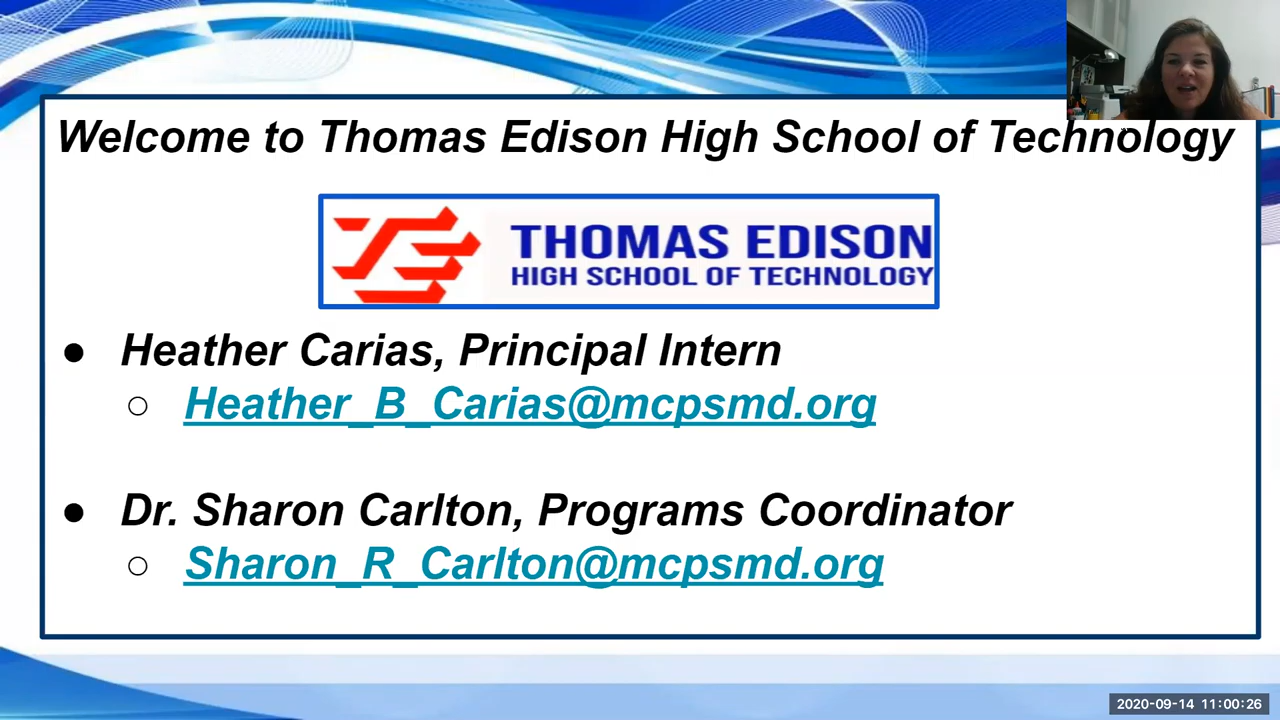 Welcome to Thomas Edison High School of Technology
THOMAS EDISON
HIGH SCHOOL OF TECHNOLOGY
● Heather Carias, Principal Intern
○ Heather_B_Carias@mcpsmd.org
● Dr. Sharon Carlton, Programs Coordinator
○ Sharon_R_Carlton@mcpsmd.org
2020-09-14 11:00:26